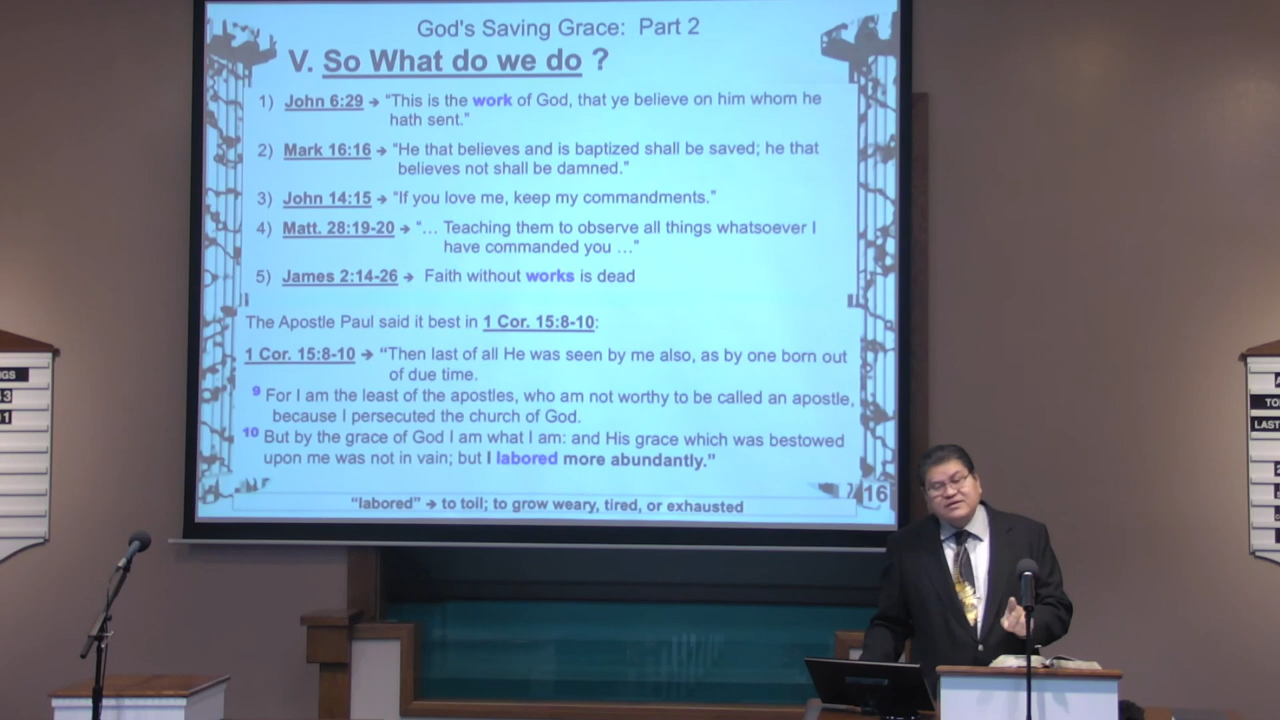 God's Saving Grace: Part 2
V. So What do we do ?
1) John 6:29 → "This is the work of God, that ye believe on him whom he
hath sent."
2) Mark 16:16 → "He that believes and is baptized shall be saved; he that
believes not shall be damned."
3) John 14:15 → "If you love me, keep my commandments."
4) Matt. 28:19-20 → "… Teaching them to observe all things whatsoever I
have commanded you …"
5) James 2:14-26 → Faith without works is dead
The Apostle Paul said it best in 1 Cor. 15:8-10:
1 Cor. 15:8-10 → "Then last of all He was seen by me also, as by one born out
of due time.
9 For I am the least of the apostles, who am not worthy to be called an apostle,
because I persecuted the church of God.
10 But by the grace of God I am what I am: and His grace which was bestowed
upon me was not in vain; but I labored more abundantly."
16
"labored" → to toil; to grow weary, tired, or exhausted
GS
3
1
TO
LAST